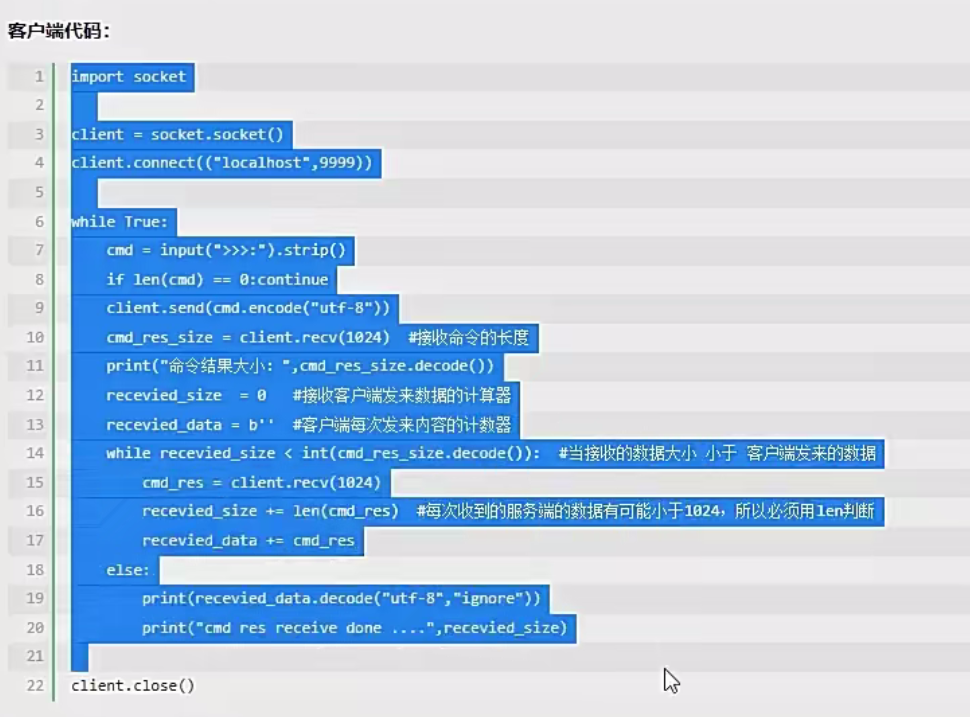 客户端代码：
1 import socket
2
3 client = socket.socket()
4 client.connect(("localhost",9999))
5
6 while True:
7     cmd = input(">>>:").strip()
8     if len(cmd) == 0:continue
9     client.send(cmd.encode("utf-8"))
10     cmd_res_size = client.recv(1024)  #接收命令的长度
11     print("命令结果大小: ",cmd_res_size.decode())
12     recevied_size  = 0   #接收客户端发来数据的计算器
13     recevied_data = b''  #客户端每次发来内容的计数器
14     while recevied_size < int(cmd_res_size.decode()):  #当接收的数据大小 小于 客户端发来的数据
15         cmd_res = client.recv(1024)
16         recevied_size += len(cmd_res)  #每次收到的服务端的数据有可能小于1024，所以必须用len判断
17         recevied_data += cmd_res
18     else:
19         print(recevied_data.decode("utf-8","ignore"))
20         print("cmd res receive done ....",recevied_size)
21
22 client.close()